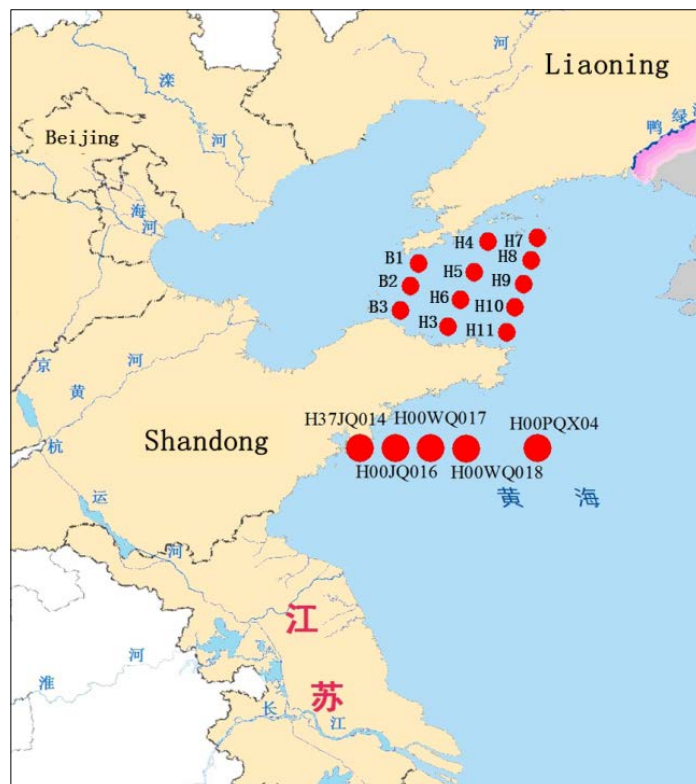 河
Liaoning
滦
河
鸭 绿
Beijing
海
河
H4
H7
B1
H8
H5
B2
H9
H6
B3
H10
H3
H11
京
黄
河
H37JQ014
H00WQ017
H00PQX04
杭
Shandong
H00JQ016
H00WQ018
运
黄 海
河
江
苏
淮
河
长
江